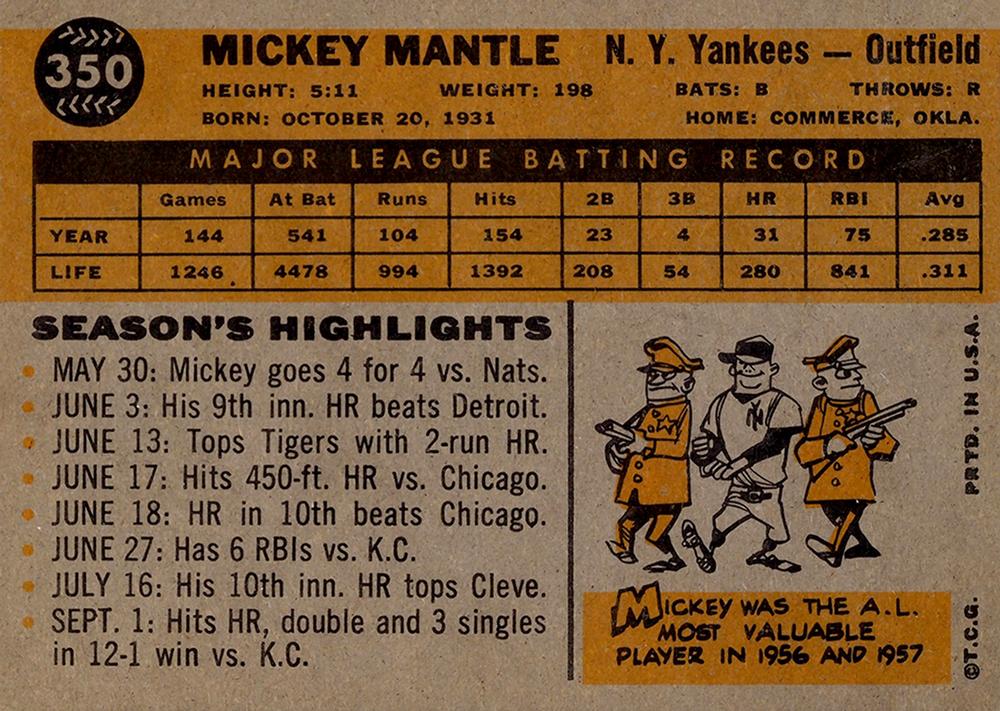 350
MICKEY MANTLE N. Y. Yankees — Outfield
HEIGHT: 5:11 WEIGHT: 198 BATS: B THROWS: R
BORN: OCTOBER 20, 1931 HOME: COMMERCE, OKLA.
MAJOR LEAGUE BATTING RECORD
Games At Bat Runs Hits 2B 3B HR RBI Avg
YEAR 144 541 104 154 23 4 31 75 .285
LIFE 1246 4478 994 1392 208 54 280 841 .311
SEASON'S HIGHLIGHTS
• MAY 30: Mickey goes 4 for 4 vs. Nats.
• JUNE 3: His 9th inn. HR beats Detroit.
• JUNE 13: Tops Tigers with 2-run HR.
• JUNE 17: Hits 450-ft. HR vs. Chicago.
• JUNE 18: HR in 10th beats Chicago.
• JUNE 27: Has 6 RBIs vs. K.C.
• JULY 16: His 10th inn. HR tops Cleve.
• SEPT. 1: Hits HR, double and 3 singles
in 12-1 win vs. K.C.
NY
MICKEY WAS THE A.L.
MOST VALUABLE
PLAYER IN 1956 AND 1957
©T.C.G. PRTD. IN U.S.A.